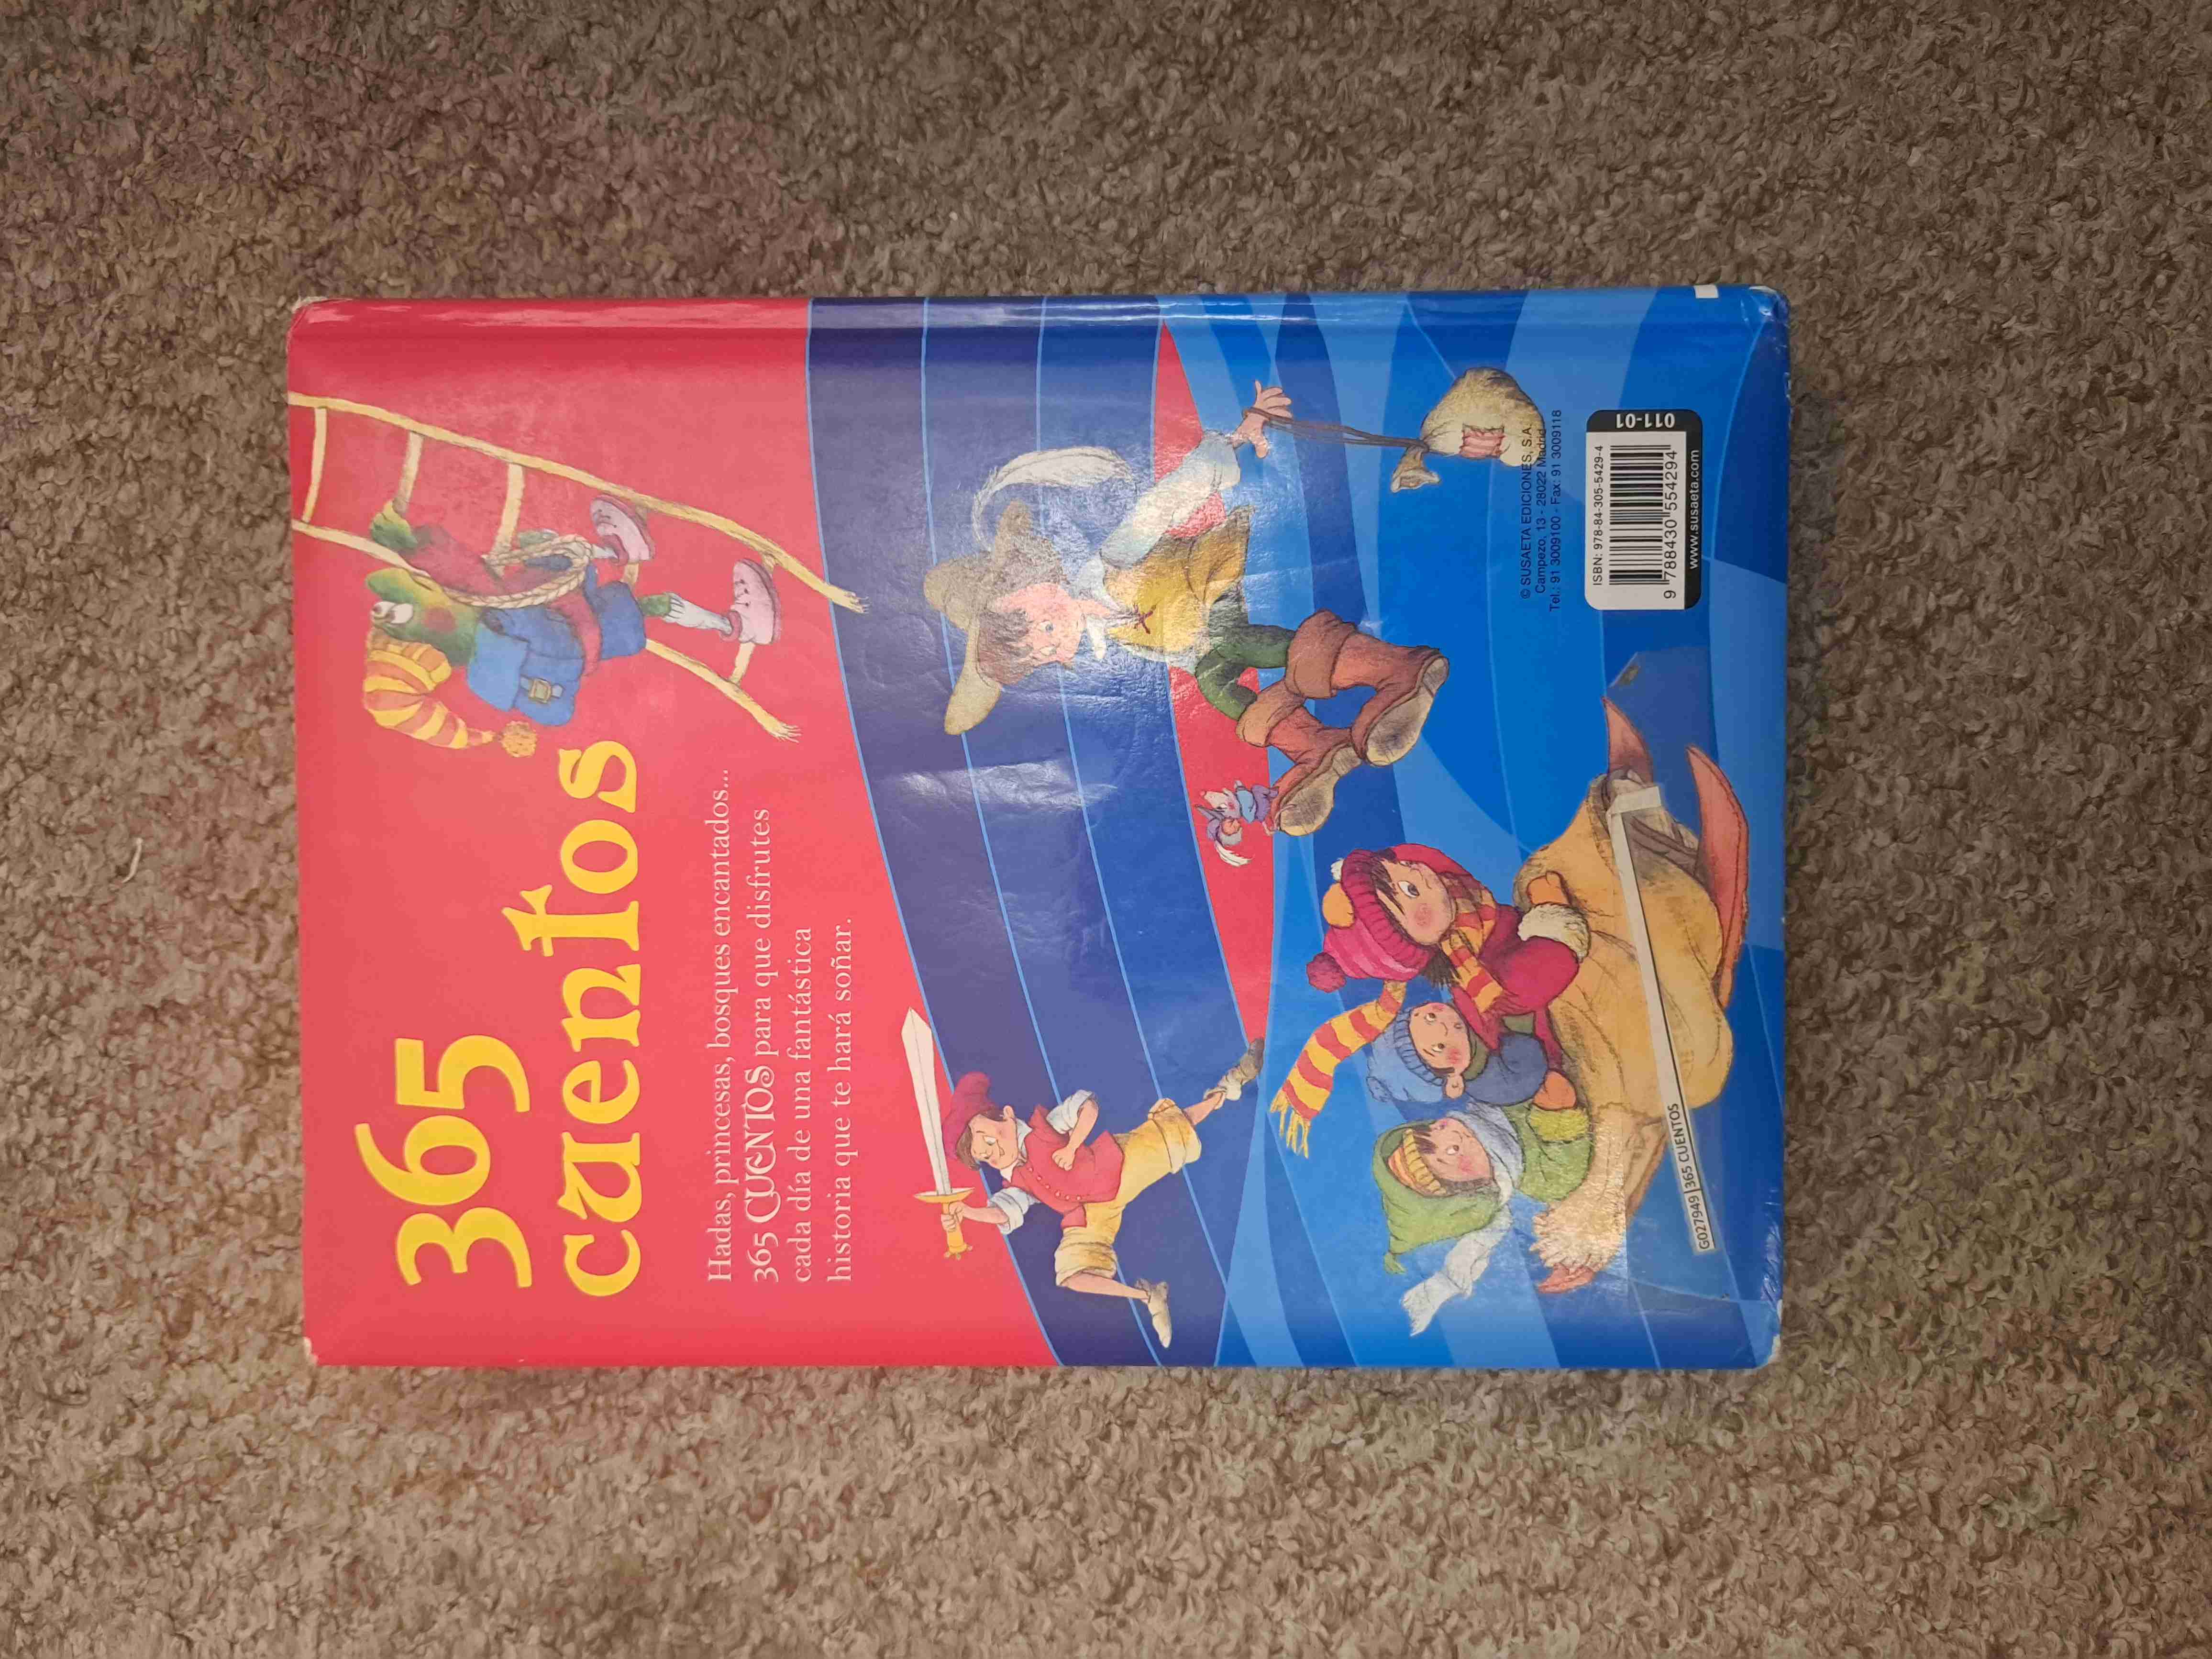 365
cuentos
Hadas, princesas, bosques encantados...
365 CUENTOS para que disfrutes
cada día de una fantástica
historia que te hará soñar.
© SUSAETA EDICIONES, S.A.
Campezo, 13 - 28022 Madrid
Tel.: 91 3009100 - Fax: 91 3009118
ISBN: 978-84-305-5429-4
9 788430 554294
011-01
www.susaeta.com
G027949 365 CUENTOS